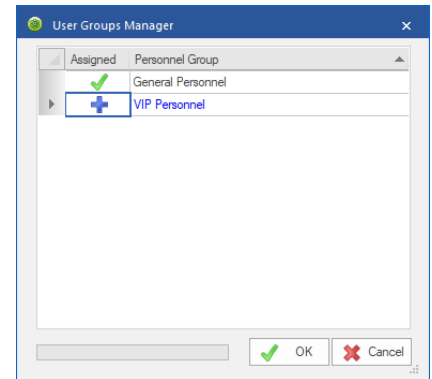 User Groups Manager
Assigned Personnel Group
General Personnel
VIP Personnel
OK Cancel